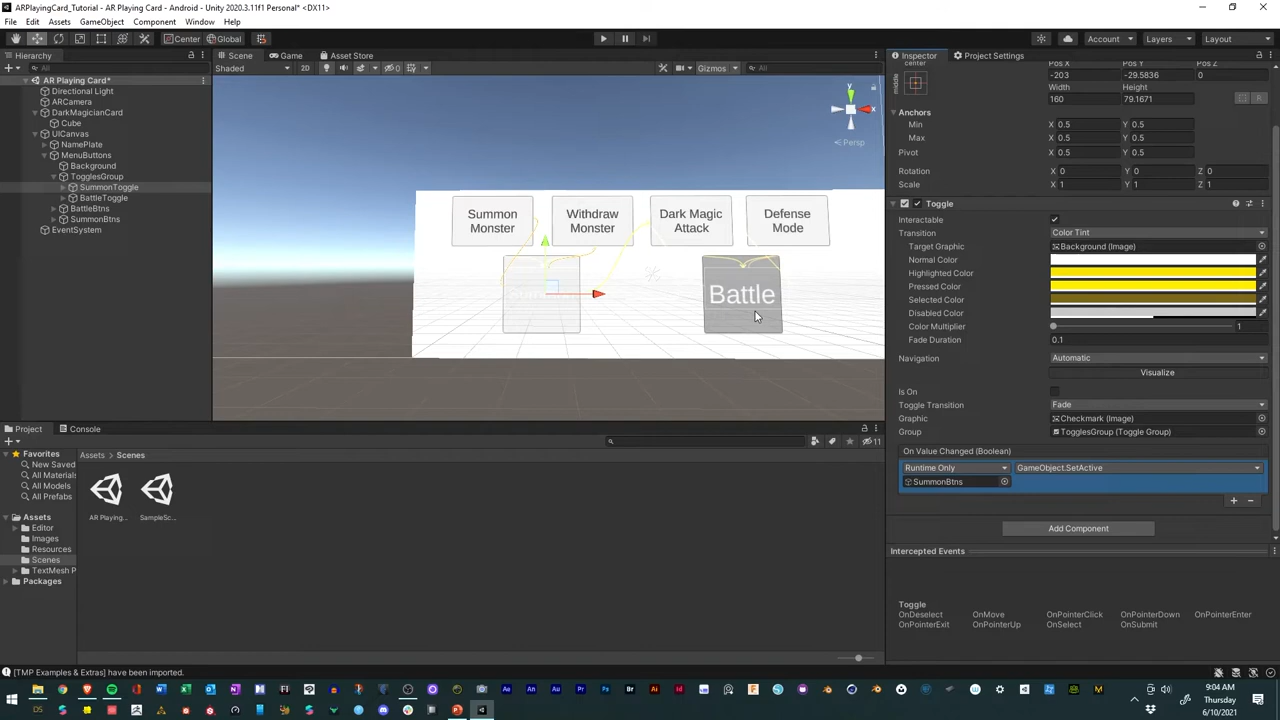 ARPlayingCard_Tutorial - AR Playing Card - Android - Unity 2020.3.11f1 Personal* <DX11>
File Edit Assets GameObject Component Window Help
Center Global
Account Layers Layout
Hierarchy
Scene Game Asset Store
Inspector Project Settings
All
Shaded 2D 0 Gizmos All
AR Playing Card*
Directional Light
ARCamera
DarkMagicianCard
Cube
UICanvas
NamePlate
MenuButtons
Background
TogglesGroup
SummonToggle
BattleToggle
BattleBtns
SummonBtns
EventSystem
y
x
Persp
Summon Monster
Withdraw Monster
Dark Magic Attack
Defense Mode
Battle
center
middle
Pos X Pos Y Pos Z
-203 -29.5836 0
Width Height
160 79.1671
R
Anchors
Min X 0.5 Y 0.5
Max X 0.5 Y 0.5
Pivot X 0.5 Y 0.5
Rotation X 0 Y 0 Z 0
Scale X 1 Y 1 Z 1
Toggle
Interactable
Transition Color Tint
Target Graphic Background (Image)
Normal Color
Highlighted Color
Pressed Color
Selected Color
Disabled Color
Color Multiplier 1
Fade Duration 0.1
Navigation Automatic
Visualize
Is On
Toggle Transition Fade
Graphic Checkmark (Image)
Group TogglesGroup (Toggle Group)
On Value Changed (Boolean)
Runtime Only GameObject.SetActive
SummonBtns
Add Component
Intercepted Events
Toggle
OnDeselect OnMove OnPointerClick OnPointerDown OnPointerEnter
OnPointerExit OnPointerUp OnSelect OnSubmit
Project Console
11
Favorites
New Saved
All Materials
All Models
All Prefabs
Assets
Editor
Images
Resources
Scenes
TextMesh P
Packages
Assets Scenes
AR Playing...
SampleSc...
[TMP Examples & Extras] have been imported.
9:04 AM
Thursday
6/10/2021